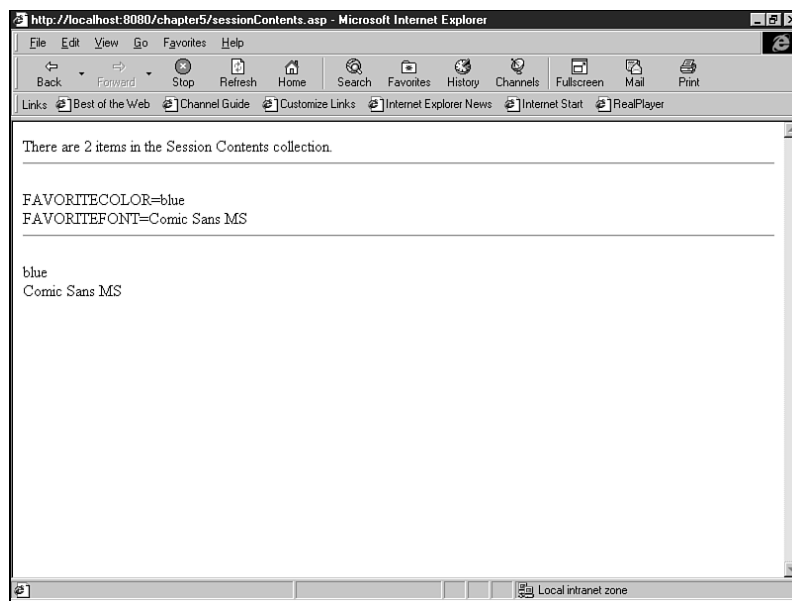 http://localhost:8080/chapter5/sessionContents.asp - Microsoft Internet Explorer
File Edit View Go Favorites Help
Back Forward Stop Refresh Home Search Favorites History Channels Fullscreen Mail Print
Links Best of the Web Channel Guide Customize Links Internet Explorer News Internet Start RealPlayer
There are 2 items in the Session Contents collection.
FAVORITECOLOR=blue
FAVORITEFONT=Comic Sans MS
blue
Comic Sans MS
Local intranet zone